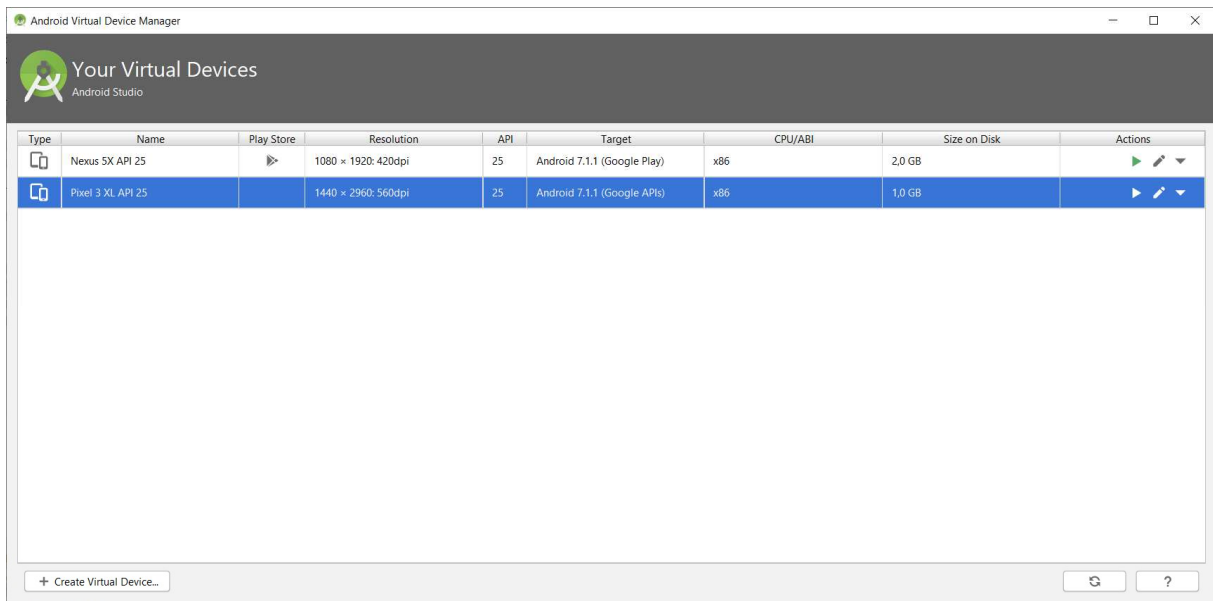 Android Virtual Device Manager
Your Virtual Devices
Android Studio
Type Name Play Store Resolution API Target CPU/ABI Size on Disk Actions
Nexus 5X API 25 1080 × 1920: 420dpi 25 Android 7.1.1 (Google Play) x86 2,0 GB
Pixel 3 XL API 25 1440 × 2960: 560dpi 25 Android 7.1.1 (Google APIs) x86 1,0 GB
+ Create Virtual Device... ?